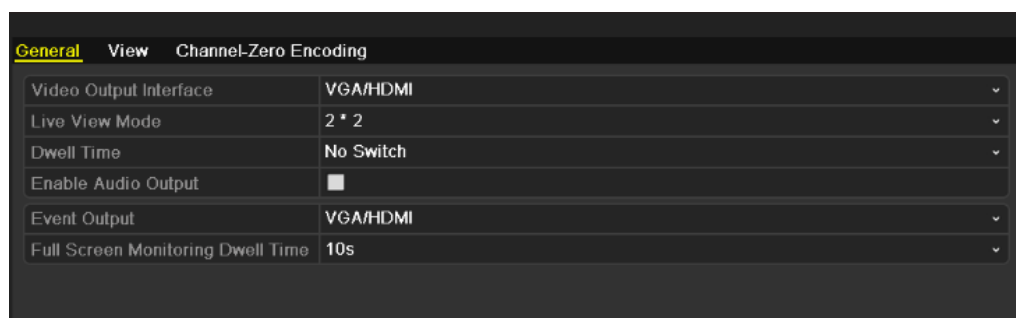 General View Channel-Zero Encoding
Video Output Interface VGA/HDMI
Live View Mode 2 * 2
Dwell Time No Switch
Enable Audio Output
Event Output VGA/HDMI
Full Screen Monitoring Dwell Time 10s